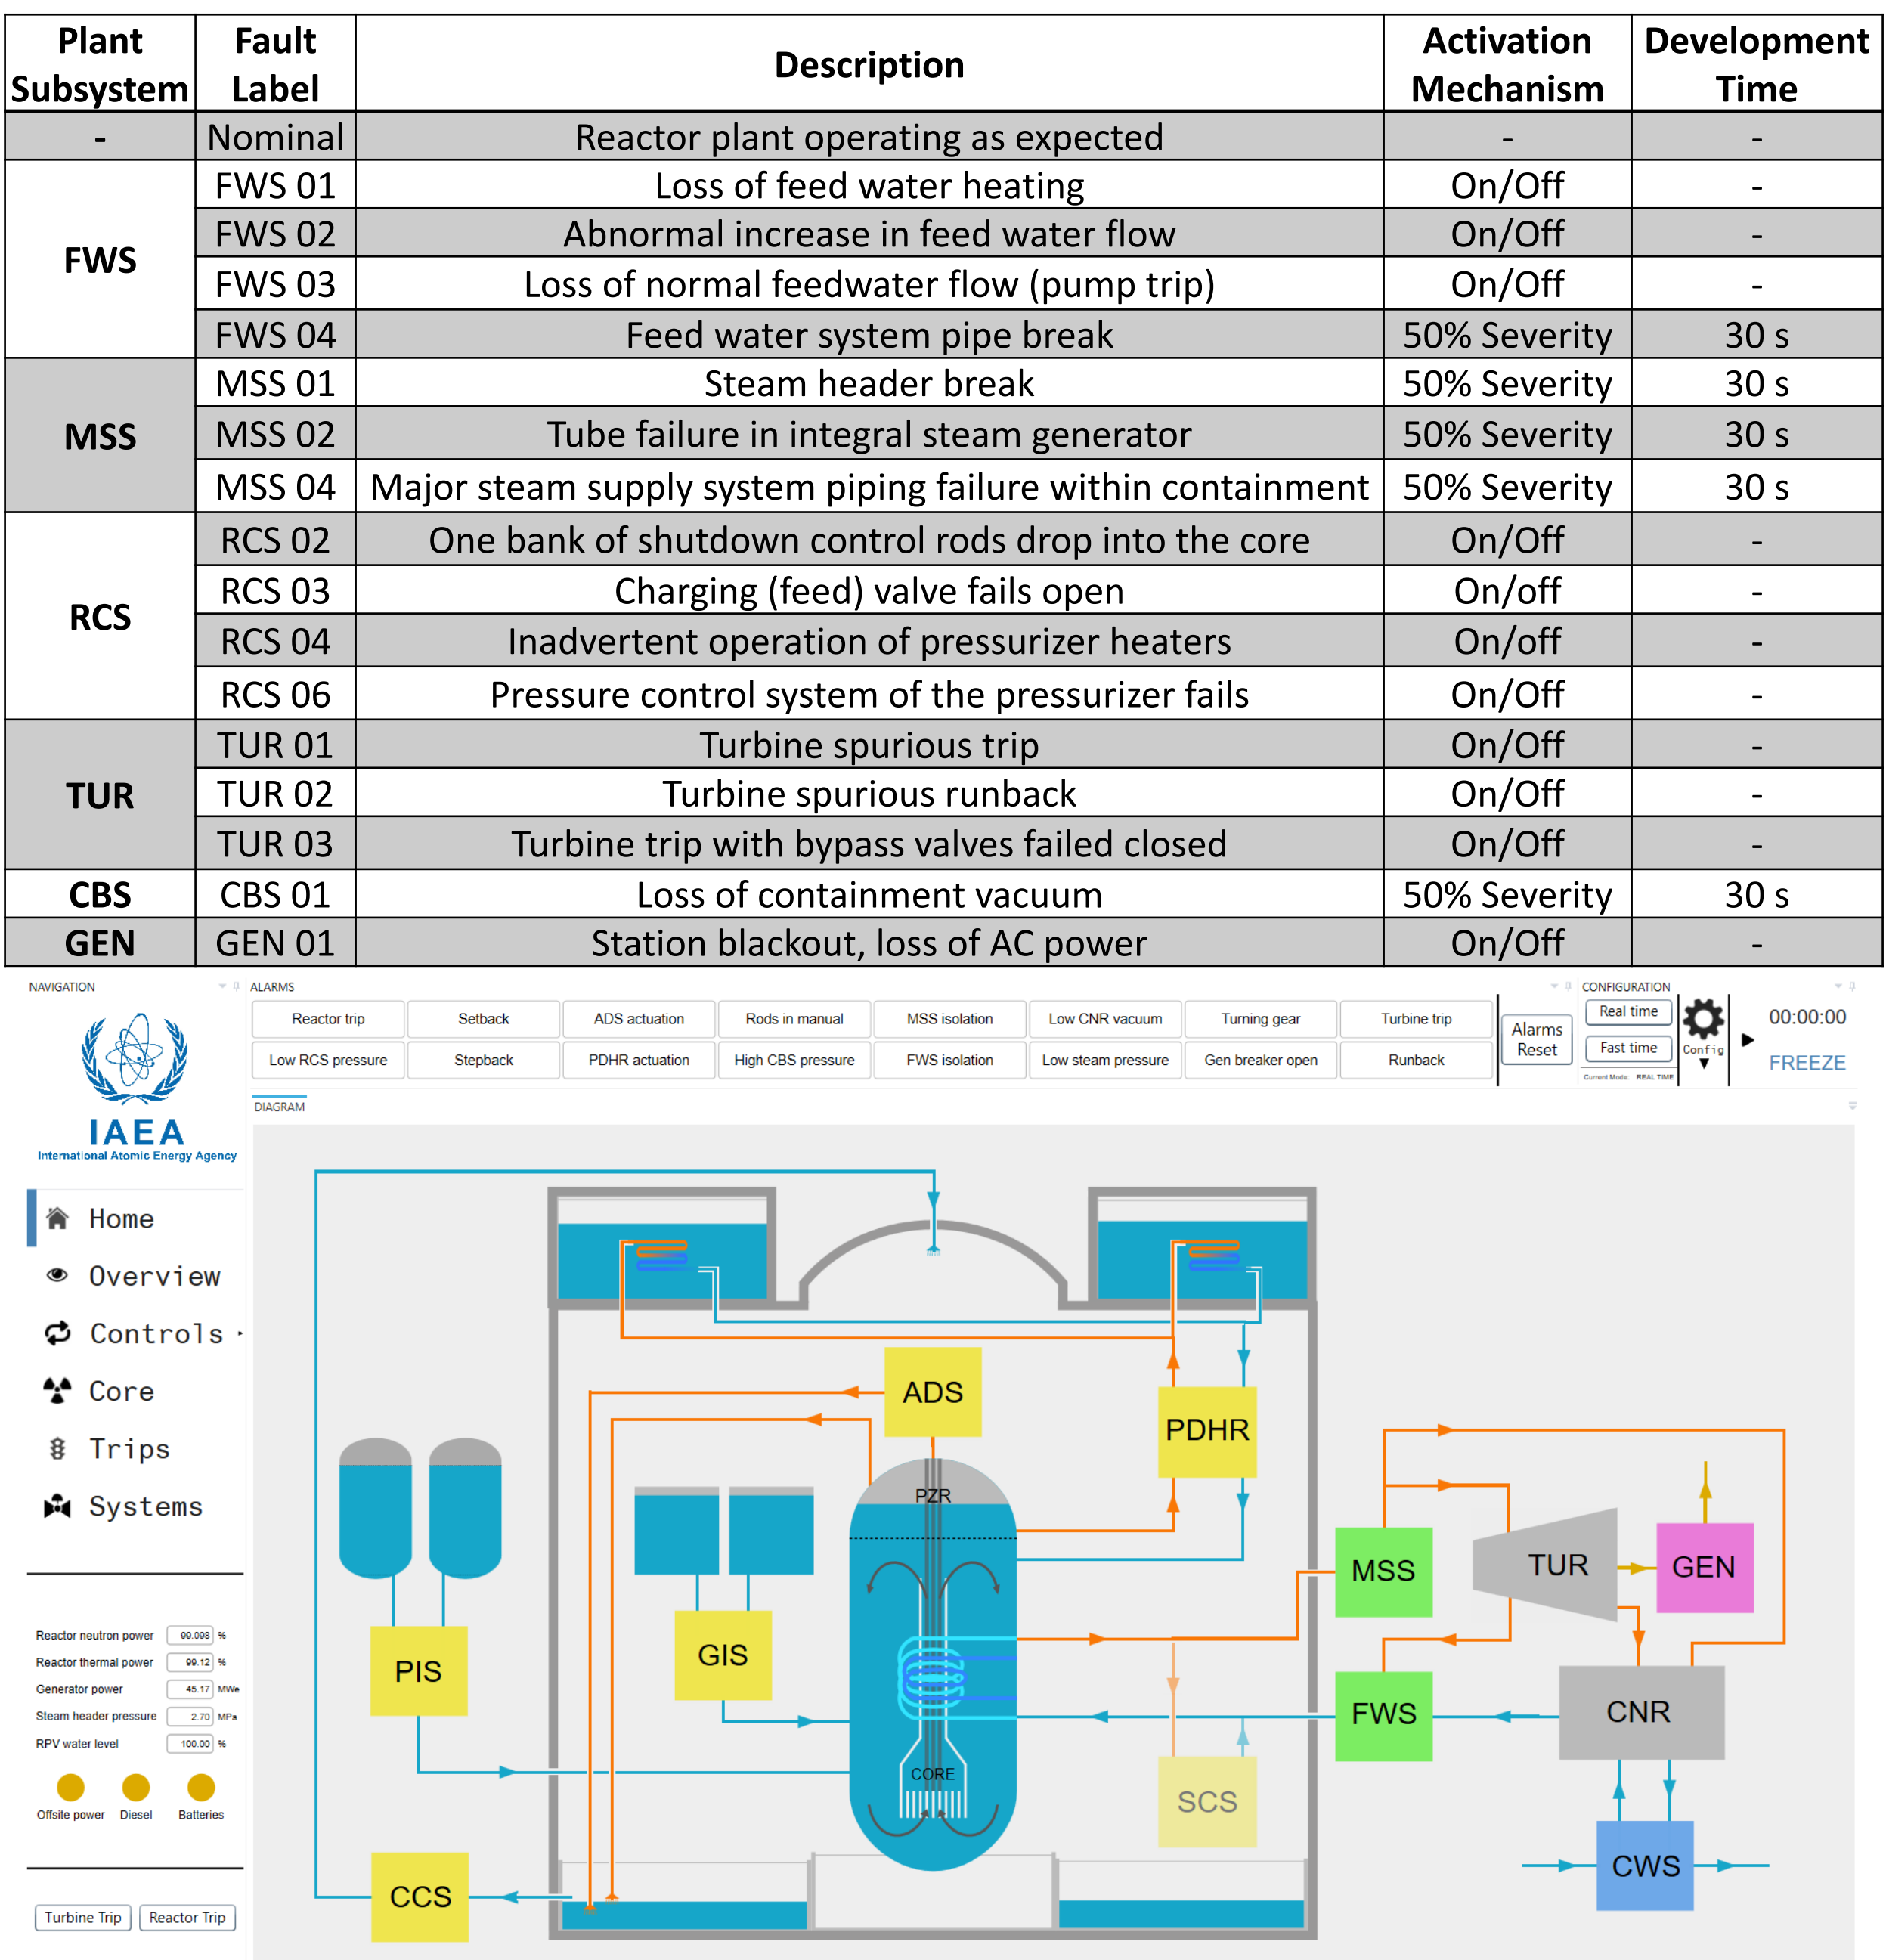 Plant Subsystem | Fault Label | Description | Activation Mechanism | Development Time
- | Nominal | Reactor plant operating as expected | - | -
FWS | FWS 01 | Loss of feed water heating | On/Off | -
FWS 02 | Abnormal increase in feed water flow | On/Off | -
FWS 03 | Loss of normal feedwater flow (pump trip) | On/Off | -
FWS 04 | Feed water system pipe break | 50% Severity | 30 s
MSS | MSS 01 | Steam header break | 50% Severity | 30 s
MSS 02 | Tube failure in integral steam generator | 50% Severity | 30 s
MSS 04 | Major steam supply system piping failure within containment | 50% Severity | 30 s
RCS | RCS 02 | One bank of shutdown control rods drop into the core | On/Off | -
RCS 03 | Charging (feed) valve fails open | On/off | -
RCS 04 | Inadvertent operation of pressurizer heaters | On/off | -
RCS 06 | Pressure control system of the pressurizer fails | On/Off | -
TUR | TUR 01 | Turbine spurious trip | On/Off | -
TUR 02 | Turbine spurious runback | On/Off | -
TUR 03 | Turbine trip with bypass valves failed closed | On/Off | -
CBS | CBS 01 | Loss of containment vacuum | 50% Severity | 30 s
GEN | GEN 01 | Station blackout, loss of AC power | On/Off | -
NAVIGATION
IAEA
International Atomic Energy Agency
Home
Overview
Controls
Core
Trips
Systems
Reactor neutron power 99.098 %
Reactor thermal power 99.12 %
Generator power 45.17 MWe
Steam header pressure 2.70 MPa
RPV water level 100.00 %
Offsite power Diesel Batteries
Turbine Trip Reactor Trip
ALARMS
Reactor trip Setback ADS actuation Rods in manual MSS isolation Low CNR vacuum Turning gear Turbine trip
Low RCS pressure Stepback PDHR actuation High CBS pressure FWS isolation Low steam pressure Gen breaker open Runback
Alarms
Reset
CONFIGURATION
Real time
Fast time
Current Mode: REAL TIME
Config
00:00:00
FREEZE
DIAGRAM
ADS
PDHR
PZR
MSS
TUR
GEN
PIS
GIS
FWS
CNR
CORE
SCS
CCS
CWS